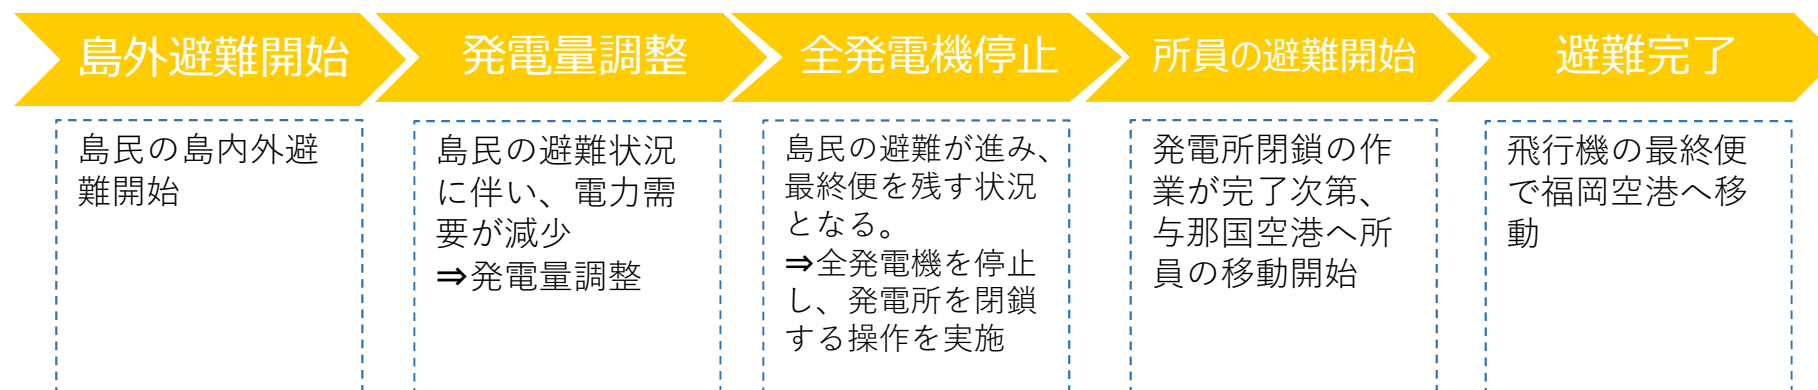 島外避難開始
発電量調整
全発電機停止
所員の避難開始
避難完了
島民の島内外避
難開始
島民の避難状況
に伴い、電力需
要が減少
⇒発電量調整
島民の避難が進み、
最終便を残す状況
となる。
⇒全発電機を停止
し、発電所を閉鎖
する操作を実施
発電所閉鎖の作
業が完了次第、
与那国空港へ所
員の移動開始
飛行機の最終便
で福岡空港へ移
動